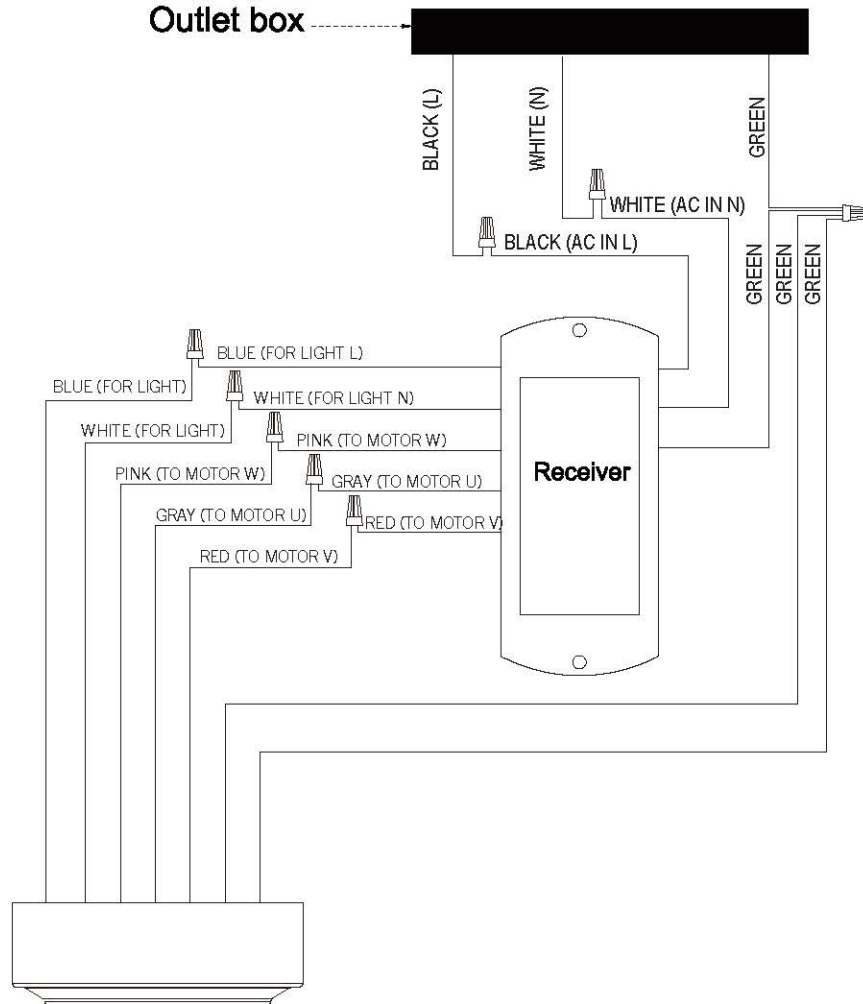 Outlet box
BLACK (L)
WHITE (N)
GREEN
WHITE (AC IN N)
BLACK (AC IN L)
GREEN
GREEN
GREEN
BLUE (FOR LIGHT L)
BLUE (FOR LIGHT)
WHITE (FOR LIGHT N)
WHITE (FOR LIGHT)
PINK (TO MOTOR W)
PINK (TO MOTOR W)
GRAY (TO MOTOR U)
GRAY (TO MOTOR U)
RED (TO MOTOR V)
RED (TO MOTOR V)
Receiver